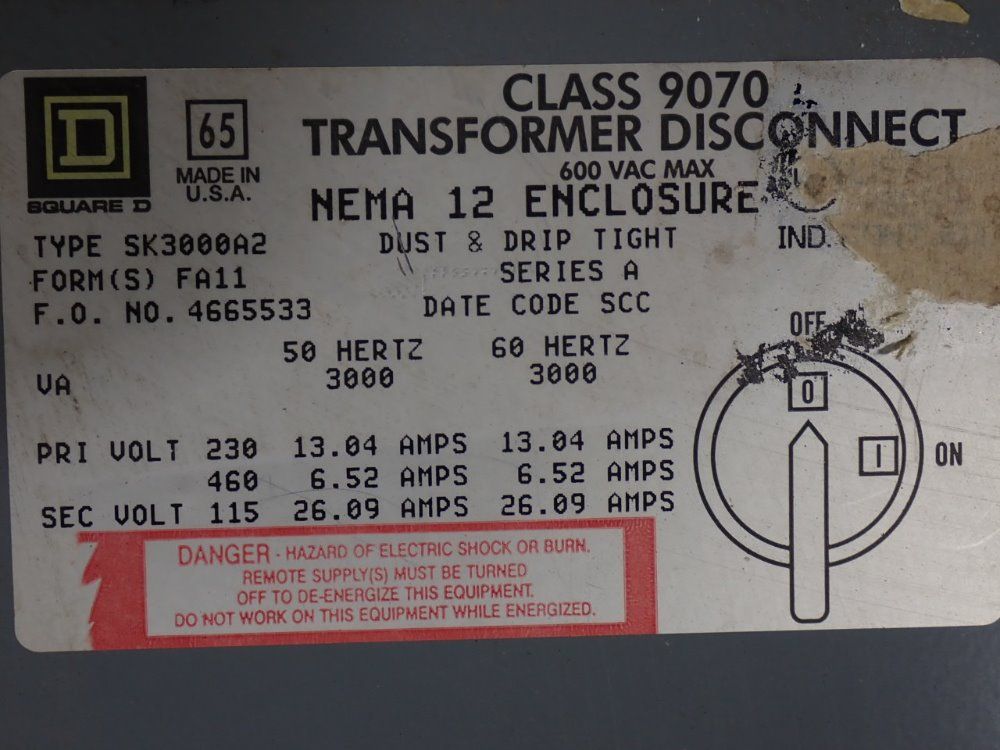 D
SQUARE D
65
MADE IN
U.S.A.
CLASS 9070
TRANSFORMER DISCONNECT
600 VAC MAX
NEMA 12 ENCLOSURE
TYPE SK3000A2 DUST & DRIP TIGHT IND.
FORM(S) FA11 SERIES A
F.O. NO. 4665533 DATE CODE SCC
50 HERTZ 60 HERTZ
VA 3000 3000
PRI VOLT 230 13.04 AMPS 13.04 AMPS
460 6.52 AMPS 6.52 AMPS
SEC VOLT 115 26.09 AMPS 26.09 AMPS
OFF
O
I ON
DANGER - HAZARD OF ELECTRIC SHOCK OR BURN.
REMOTE SUPPLY(S) MUST BE TURNED
OFF TO DE-ENERGIZE THIS EQUIPMENT.
DO NOT WORK ON THIS EQUIPMENT WHILE ENERGIZED.